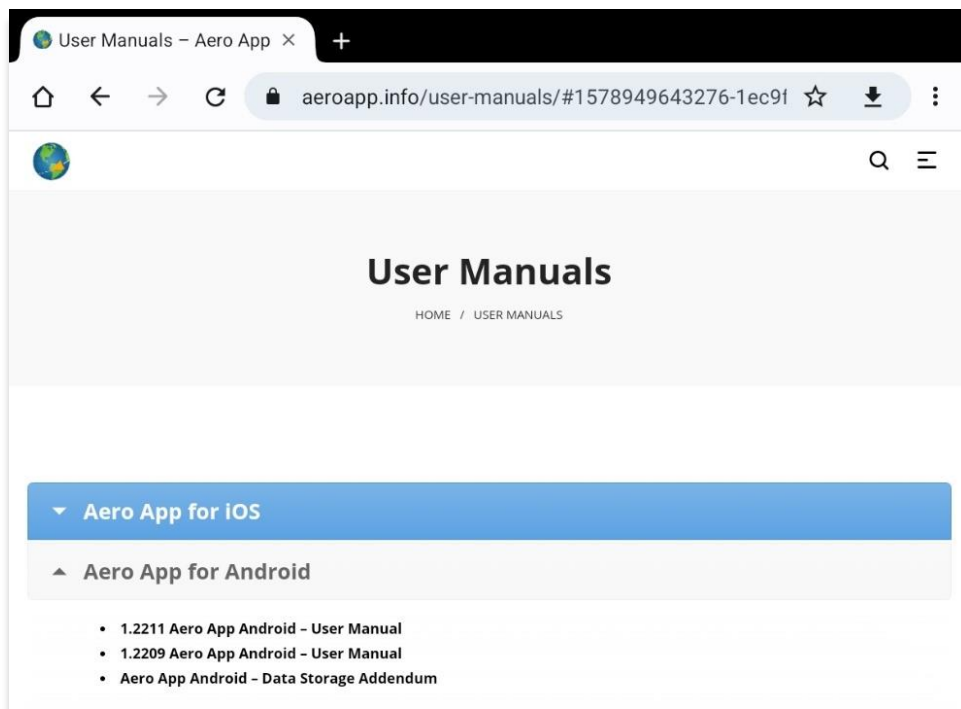 User Manuals – Aero App
aeroapp.info/user-manuals/#1578949643276-1ec9f
User Manuals
HOME / USER MANUALS
Aero App for iOS
Aero App for Android
• 1.2211 Aero App Android – User Manual
• 1.2209 Aero App Android – User Manual
• Aero App Android – Data Storage Addendum